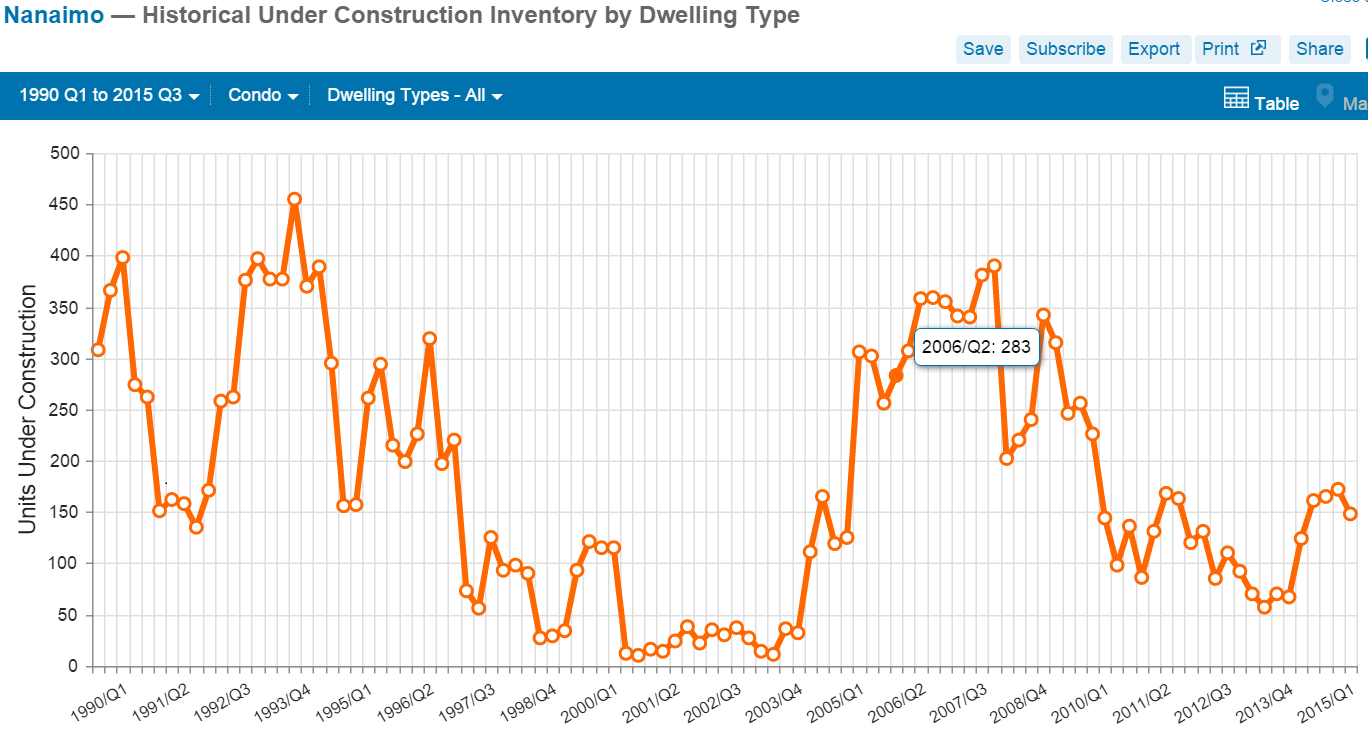 Nanaimo — Historical Under Construction Inventory by Dwelling Type
Save Subscribe Export Print Share
1990 Q1 to 2015 Q3 Condo Dwelling Types - All Table Ma
500
450
400
350
300
250
200
150
100
50
0
Units Under Construction
2006/Q2: 283
1990/Q1 1991/Q2 1992/Q3 1993/Q4 1995/Q1 1996/Q2 1997/Q3 1998/Q4 2000/Q1 2001/Q2 2002/Q3 2003/Q4 2005/Q1 2006/Q2 2007/Q3 2008/Q4 2010/Q1 2011/Q2 2012/Q3 2013/Q4 2015/Q1